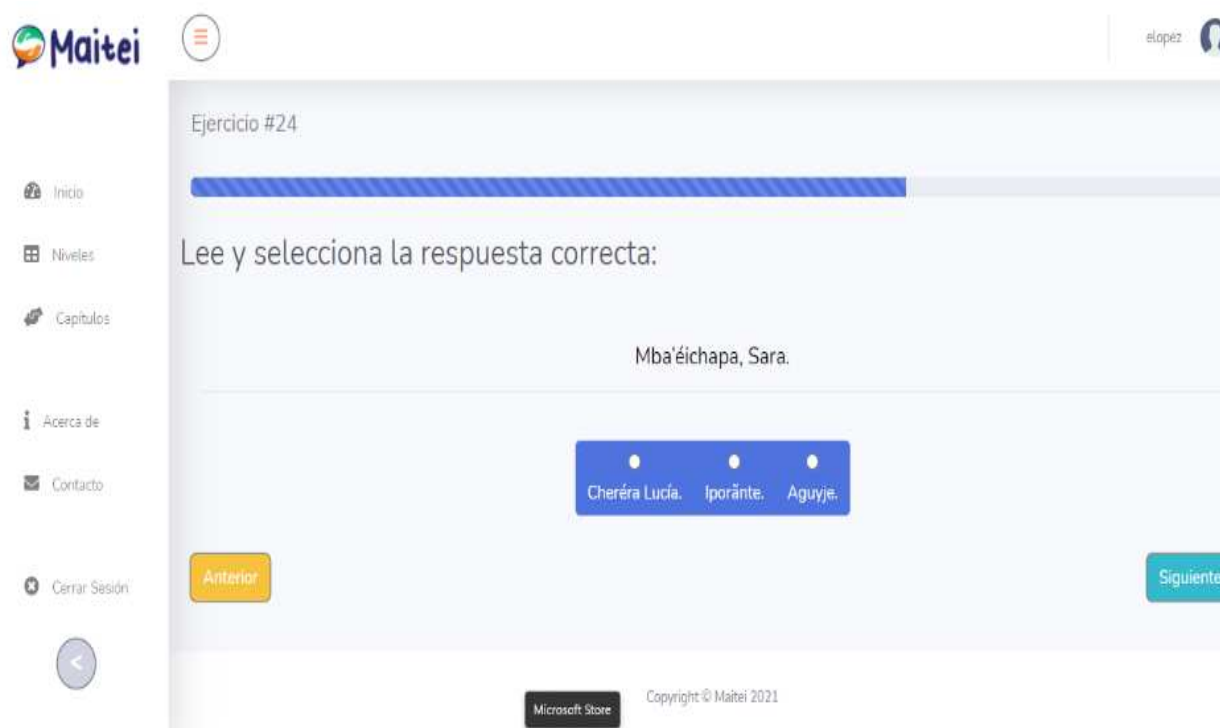 Maitei
elopez
Ejercicio #24
Inicio
Niveles
Capítulos
Acerca de
Contacto
Cerrar Sesión
Lee y selecciona la respuesta correcta:
Mba'éichapa, Sara.
Cheréra Lucía. Iporãnte. Aguyje.
Anterior
Siguiente
Microsoft Store
Copyright © Maitei 2021